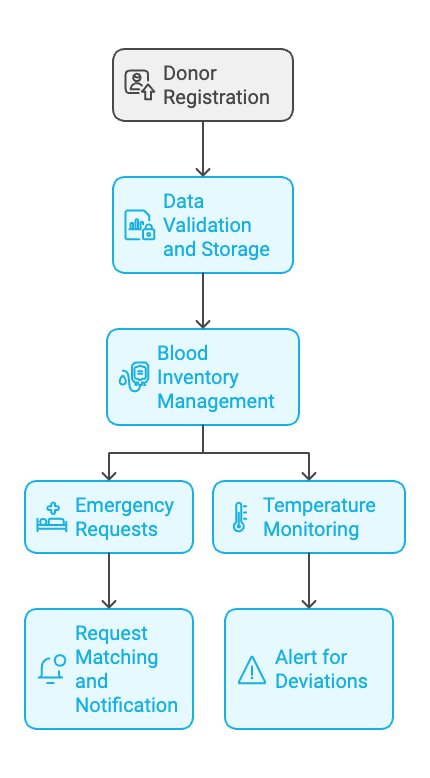 Donor
Registration
Data
Validation
and Storage
Blood
Inventory
Management
Emergency
Requests
Temperature
Monitoring
Request
Matching
and
Notification
Alert for
Deviations